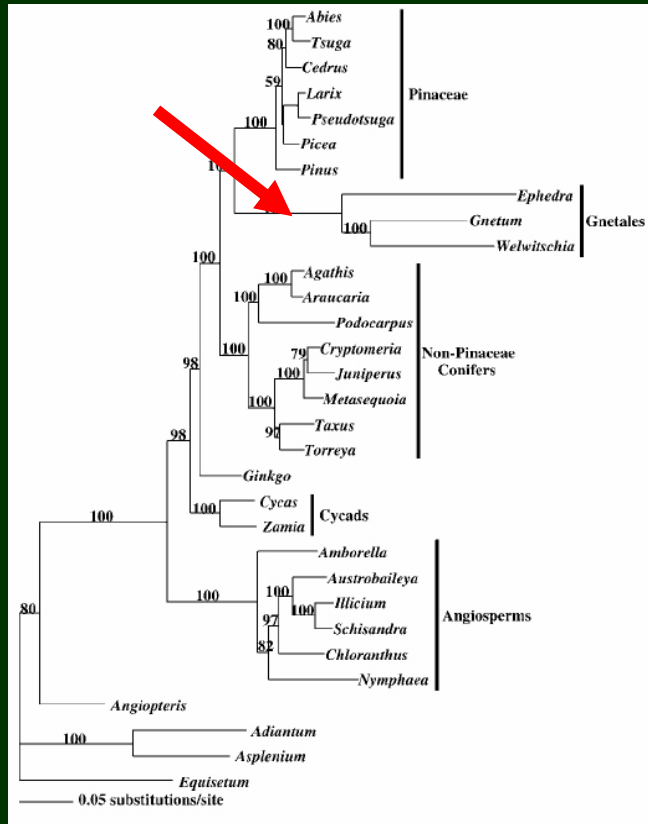 100
Abies
80
Tsuga
Cedrus
59
Larix
Pinaceae
Pseudotsuga
100
Picea
Pinus
Ephedra
Gnetum
Gnetales
100
Welwitschia
100
100
Agathis
100
Araucaria
Podocarpus
100
79
Cryptomeria
Non-Pinaceae
Conifers
98
100
Juniperus
100
Metasequoia
Taxus
97
Torreya
98
Ginkgo
100
Cycas
Cycads
Zamia
100
Amborella
Austrobaileya
100
100
Illicium
Angiosperms
80
97
Schisandra
82
Chloranthus
Nymphaea
Angiopteris
100
Adiantum
Asplenium
Equisetum
0.05 substitutions/site